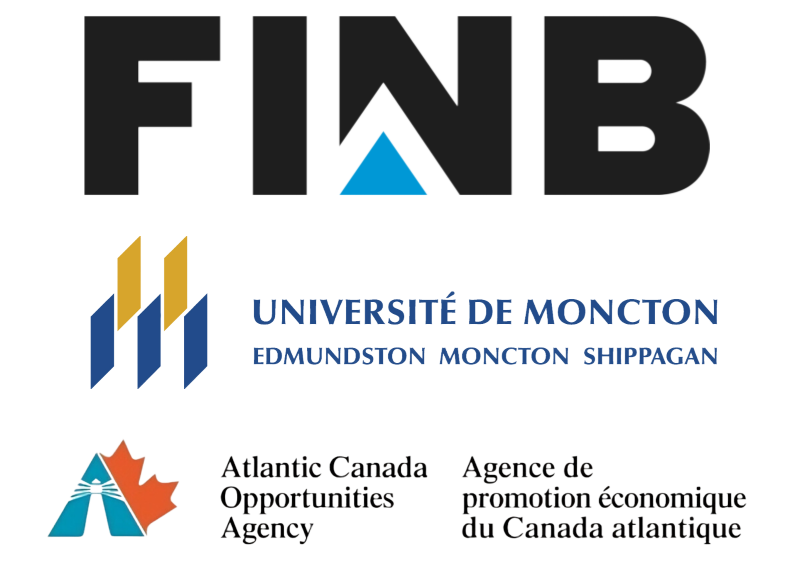 FINB
UNIVERSITÉ DE MONCTON
EDMUNDSTON MONCTON SHIPPAGAN
Atlantic Canada
Opportunities
Agency
Agence de
promotion économique
du Canada atlantique